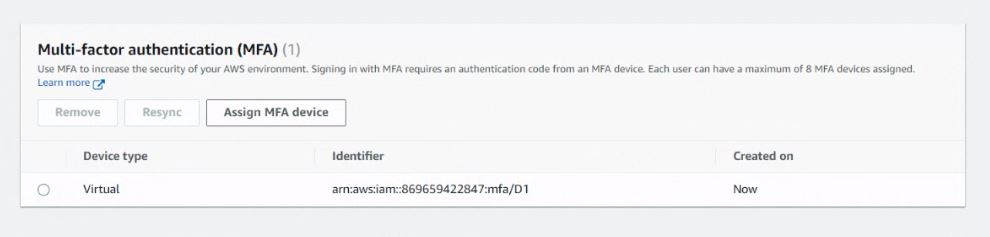 Multi-factor authentication (MFA) (1)
Use MFA to increase the security of your AWS environment. Signing in with MFA requires an authentication code from an MFA device. Each user can have a maximum of 8 MFA devices assigned.
Learn more
Remove Resync Assign MFA device
Device type Identifier Created on
Virtual arn:aws:iam::869659422847:mfa/D1 Now